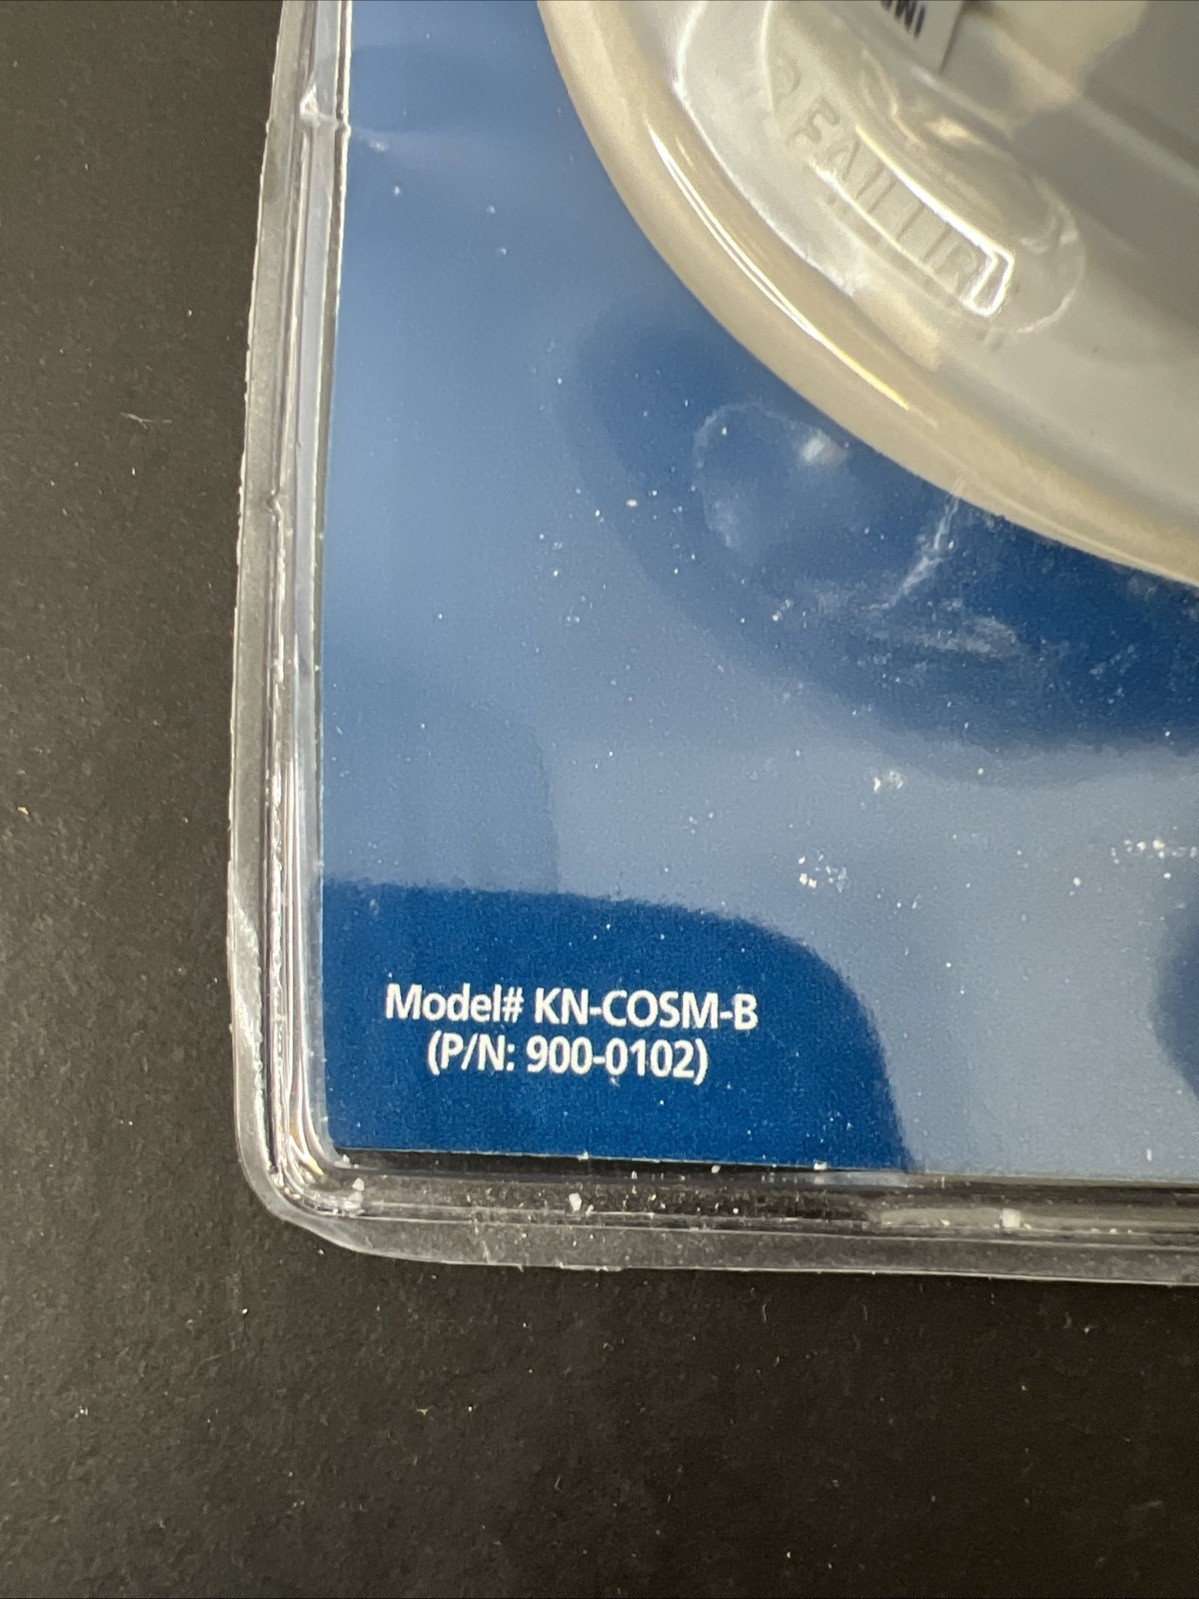 Model# KN-COSM-B
(P/N: 900-0102)